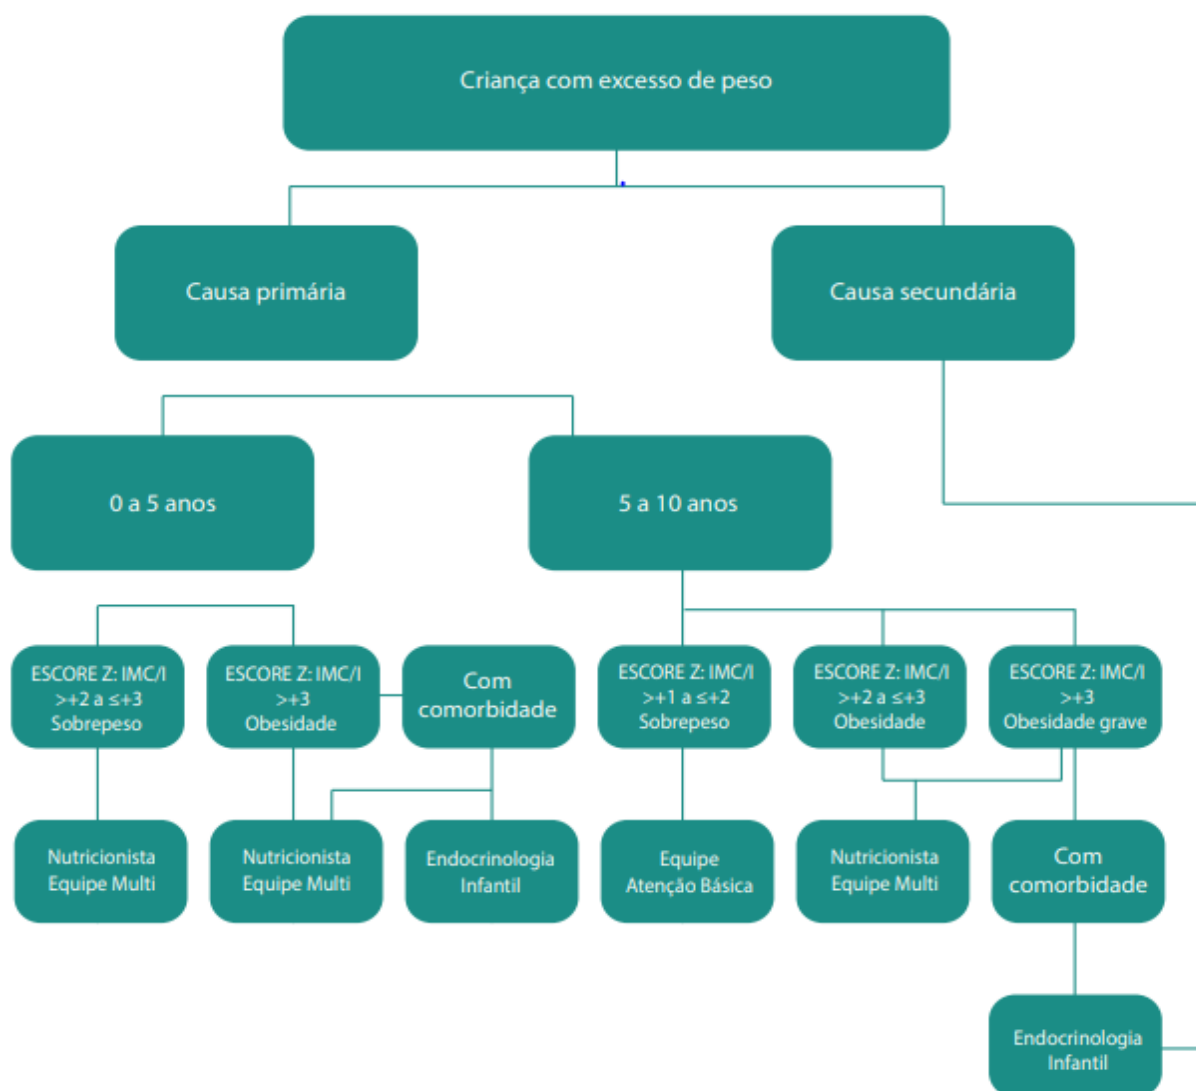 Criança com excesso de peso
Causa primária
Causa secundária
0 a 5 anos
5 a 10 anos
ESCORE Z: IMC/I
>+2 a ≤+3
Sobrepeso
ESCORE Z: IMC/I
>+3
Obesidade
Com
comorbidade
ESCORE Z: IMC/I
>+1 a ≤+2
Sobrepeso
ESCORE Z: IMC/I
>+2 a ≤+3
Obesidade
ESCORE Z: IMC/I
>+3
Obesidade grave
Nutricionista
Equipe Multi
Nutricionista
Equipe Multi
Endocrinologia
Infantil
Equipe
Atenção Básica
Nutricionista
Equipe Multi
Com
comorbidade
Endocrinologia
Infantil